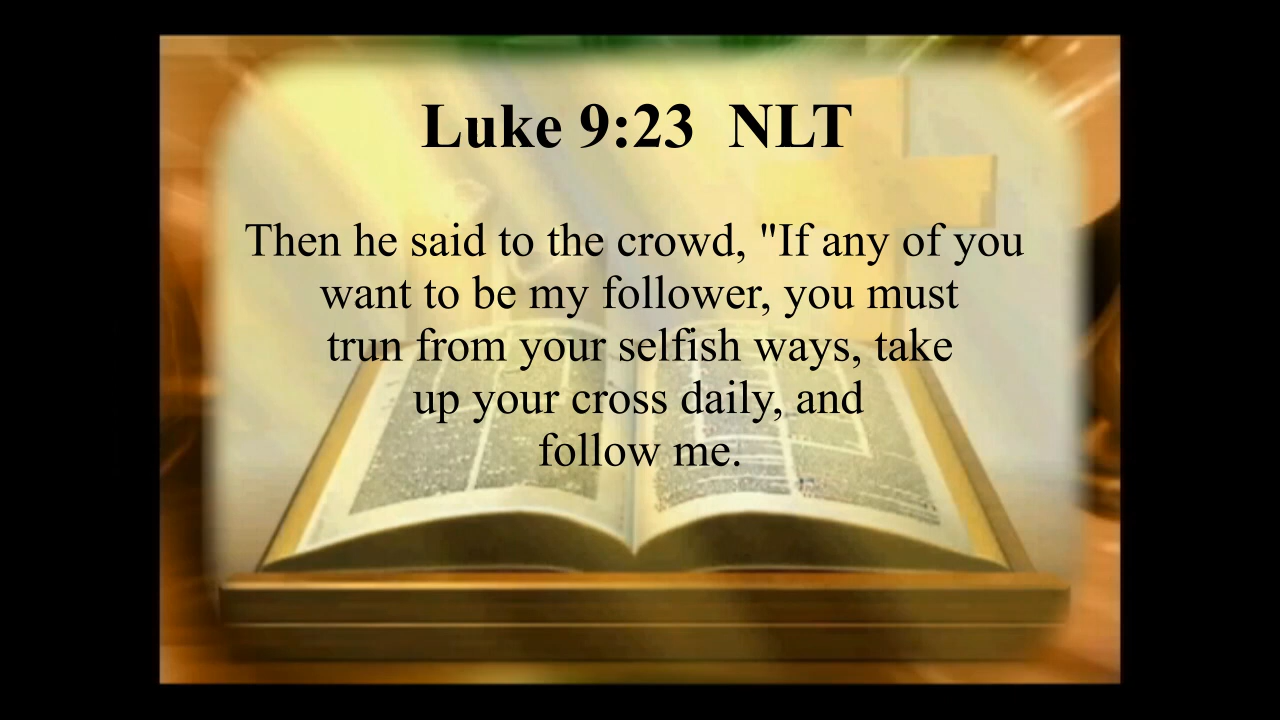 Luke 9:23  NLT
Then he said to the crowd, "If any of you
want to be my follower, you must
trun from your selfish ways, take
up your cross daily, and
follow me.